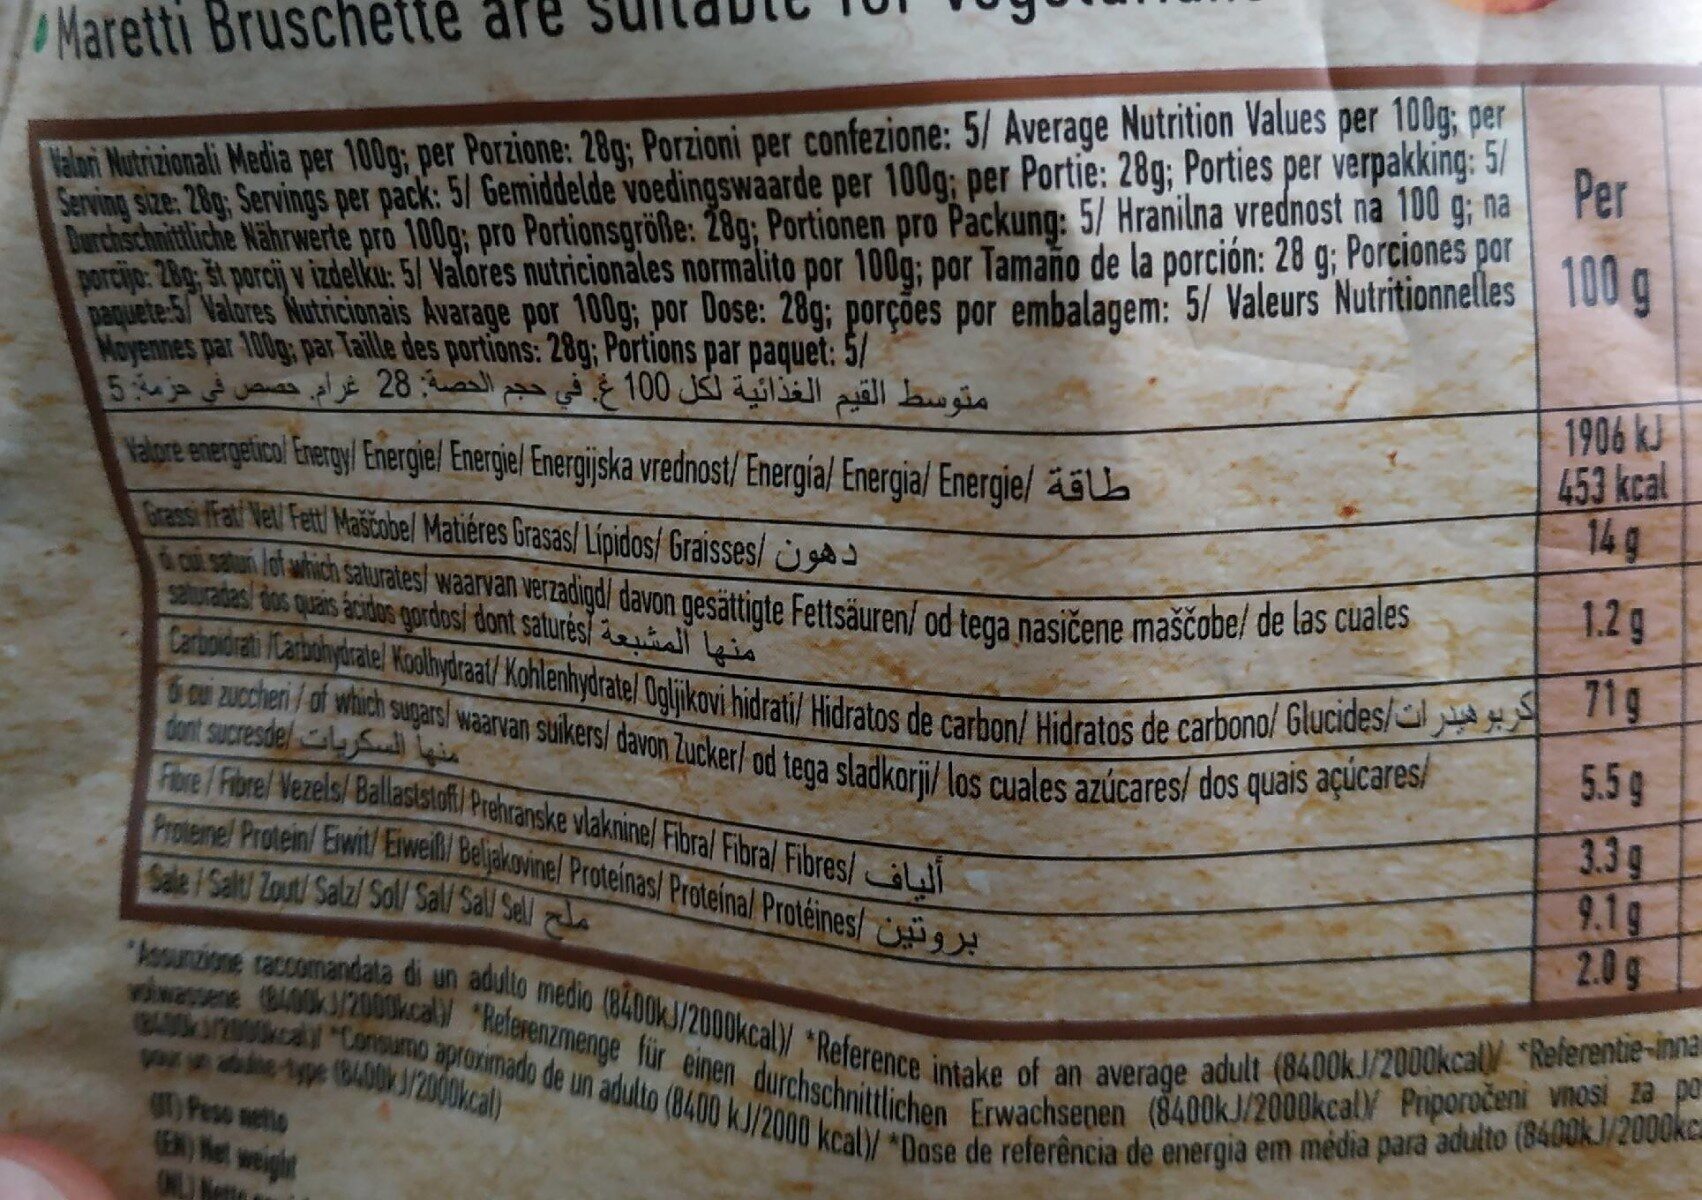 Maretti Bruschette are suitable for
Valori Nutrizionali Media per 100g; per Porzione: 28g; Porzioni per confezione: 5/ Average Nutrition Values per 100g; per
Serving size: 28g; Servings per pack: 5/ Gemiddelde voedingswaarde per 100g; per Portie: 28g; Porties per verpakking: 5/
Durchschnittliche Nährwerte pro 100g; pro Portionsgröße: 28g; Portionen pro Packung: 5/ Hranilna vrednost na 100 g; na
porcijo: 28g; št porcij v izdelku: 5/ Valores nutricionales normalito por 100g; por Tamaño de la porción: 28 g; Porciones por
paquete:5/ Valores Nutricionais Avarage por 100g; por Dose: 28g; porções por embalagem: 5/ Valeurs Nutritionnelles
Moyennes par 100g; par Taille des portions: 28g; Portions par paquet: 5/
متوسط القيم الغذائية لكل 100 غ. في حجم الحصة: 28 غرام. حصص في حزمة: 5
Per
100 g
Valore energetico/ Energy/ Energie/ Energie/ Energijska vrednost/ Energía/ Energia/ Energie/ طاقة
1906 kJ
453 kcal
Grassi /Fat/ Vet/ Fett/ Maščobe/ Matiéres Grasas/ Lípidos/ Graisses/ دهون
14 g
di cui saturi /of which saturates/ waarvan verzadigd/ davon gesättigte Fettsäuren/ od tega nasičene maščobe/ de las cuales
saturadas/ dos quais ácidos gordos/ dont saturés/ منها المشبعة
1.2 g
Carboidrati /Carbohydrate/ Koolhydraat/ Kohlenhydrate/ Ogljikovi hidrati/ Hidratos de carbon/ Hidratos de carbono/ Glucides/ كربوهيدرات
71 g
di cui zuccheri / of which sugars/ waarvan suikers/ davon Zucker/ od tega sladkorji/ los cuales azúcares/ dos quais açúcares/
dont sucresde/ منها السكريات
5.5 g
Fibre / Fibre/ Vezels/ Ballaststoft/ Prehranske vlaknine/ Fibra/ Fibra/ Fibres/ ألياف
3.3 g
Proteine/ Protein/ Eiwit/ Eiweiß/ Beljakovine/ Proteínas/ Proteína/ Protéines/ بروتين
9.1 g
Sale / Salt/ Zout/ Salz/ Sol/ Sal/ Sal/ Sel/ ملح
2.0 g
*Assunzione raccomandata di un adulto medio (8400kJ/2000kcal)/ *Reference intake of an average adult (8400kJ/2000kcal)/ *Referentie-inna
volwassene (8400kJ/2000kcal)/ *Referenzmenge für einen durchschnittlichen Erwachsenen (8400kJ/2000kcal)/ Priporočeni vnosi za po
(8400kJ/2000kcal)/ *Consumo aproximado de un adulto (8400 kJ/2000 kcal)/ *Dose de referência de energia em média para adulto (8400kJ/2000kc
pour un adulte-type (8400kJ/2000kcal)
(IT) Peso netto
(EN) Net weight
(NL) Netto